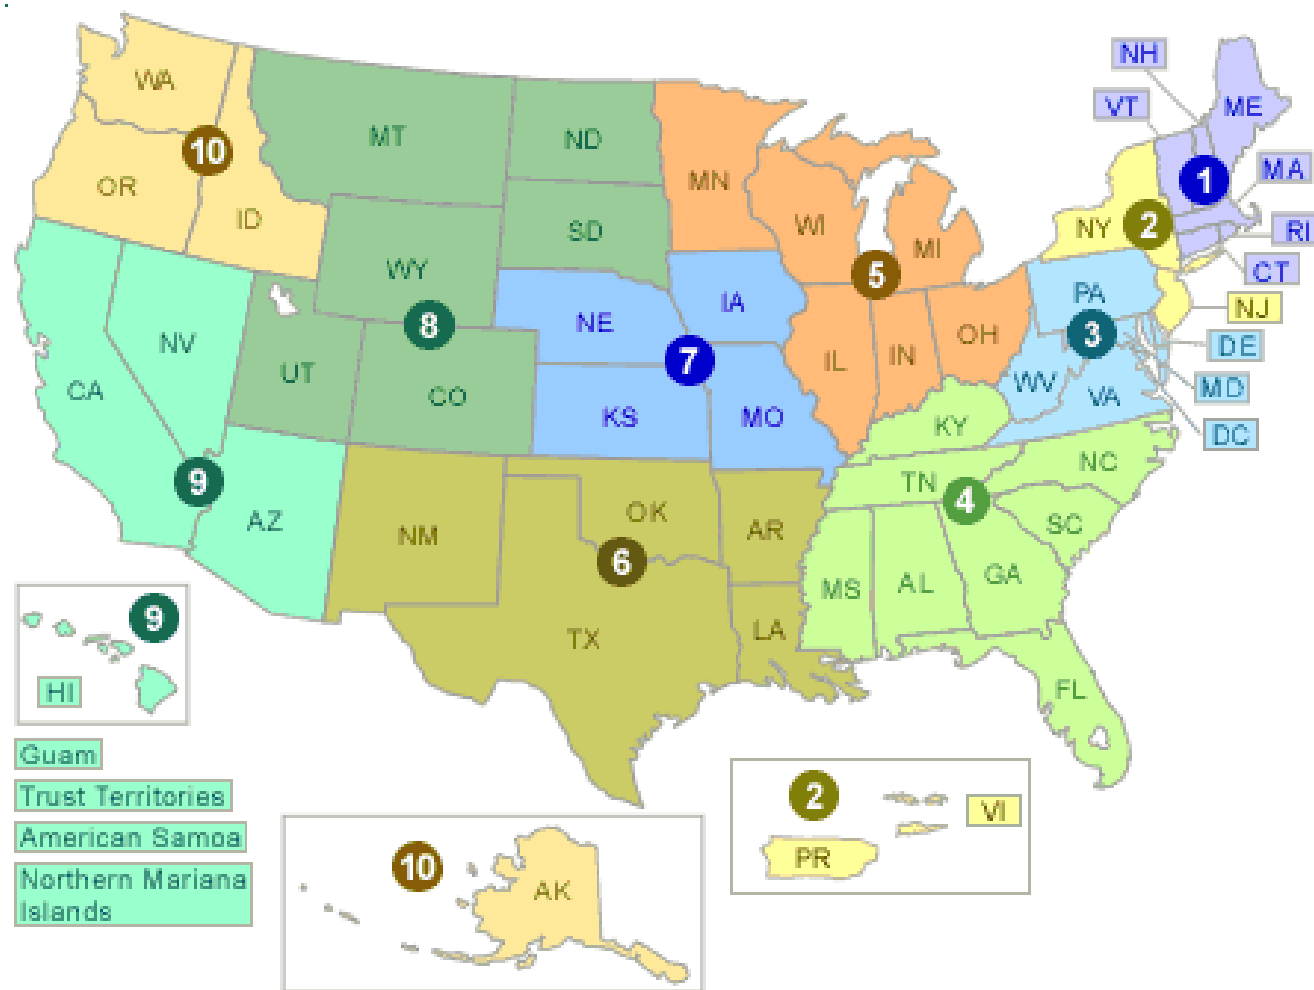 NH
VT
ME
WA
MT
ND
MN
10
OR
ID
SD
WI
MI
1
MA
NY
2
RI
CT
WY
5
PA
NJ
NE
IA
8
7
3
DE
NV
UT
CO
IL
IN
OH
WV
VA
MD
CA
KS
MO
KY
DC
9
AZ
TN
NC
4
SC
NM
OK
AR
6
MS
AL
GA
TX
LA
FL
9
HI
Guam
Trust Territories
American Samoa
Northern Mariana
Islands
10
AK
2
VI
PR